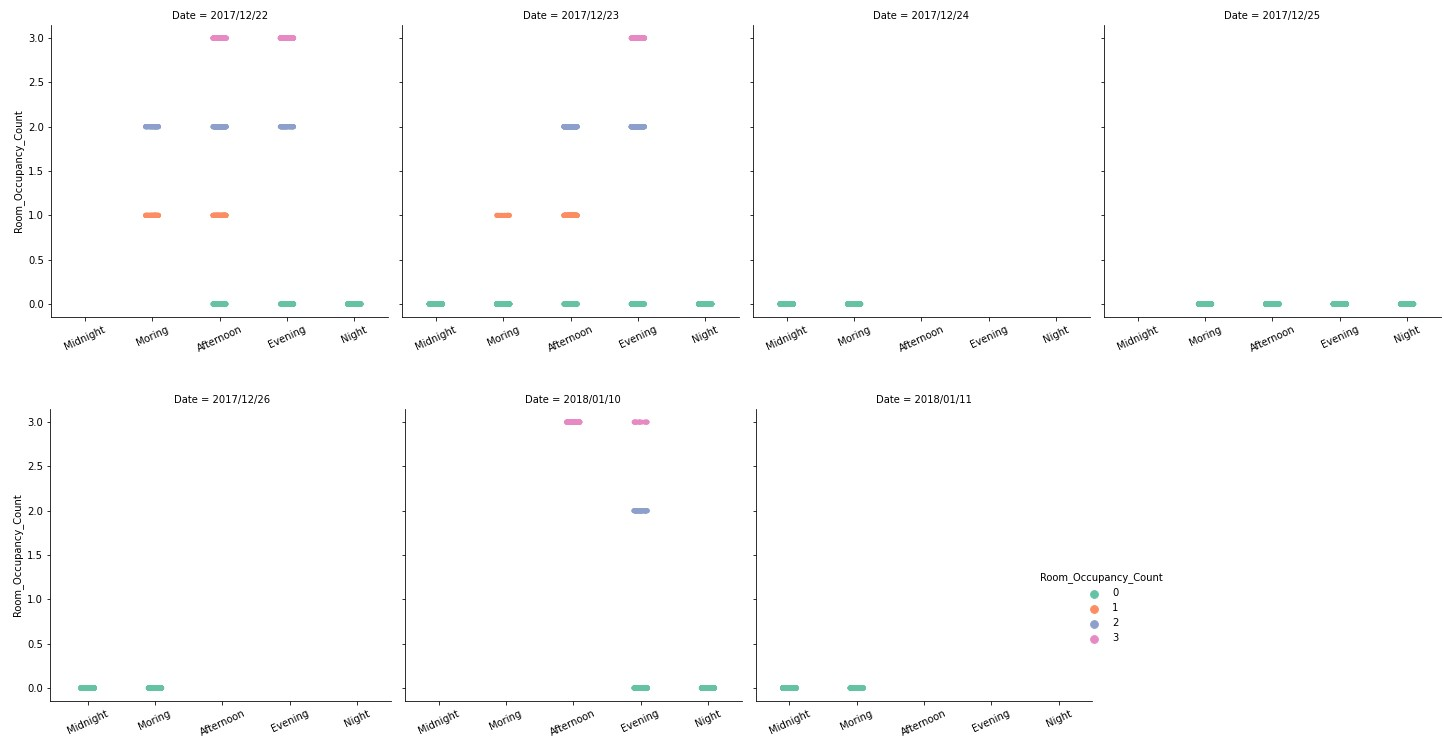 Date = 2017/12/22
Date = 2017/12/23
Date = 2017/12/24
Date = 2017/12/25
Room_Occupancy_Count
3.0
2.5
2.0
1.5
1.0
0.5
0.0
Midnight Moring Afternoon Evening Night
Midnight Moring Afternoon Evening Night
Midnight Moring Afternoon Evening Night
Midnight Moring Afternoon Evening Night
Date = 2017/12/26
Date = 2018/01/10
Date = 2018/01/11
Room_Occupancy_Count
3.0
2.5
2.0
1.5
1.0
0.5
0.0
Midnight Moring Afternoon Evening Night
Midnight Moring Afternoon Evening Night
Midnight Moring Afternoon Evening Night
Room_Occupancy_Count
0
1
2
3